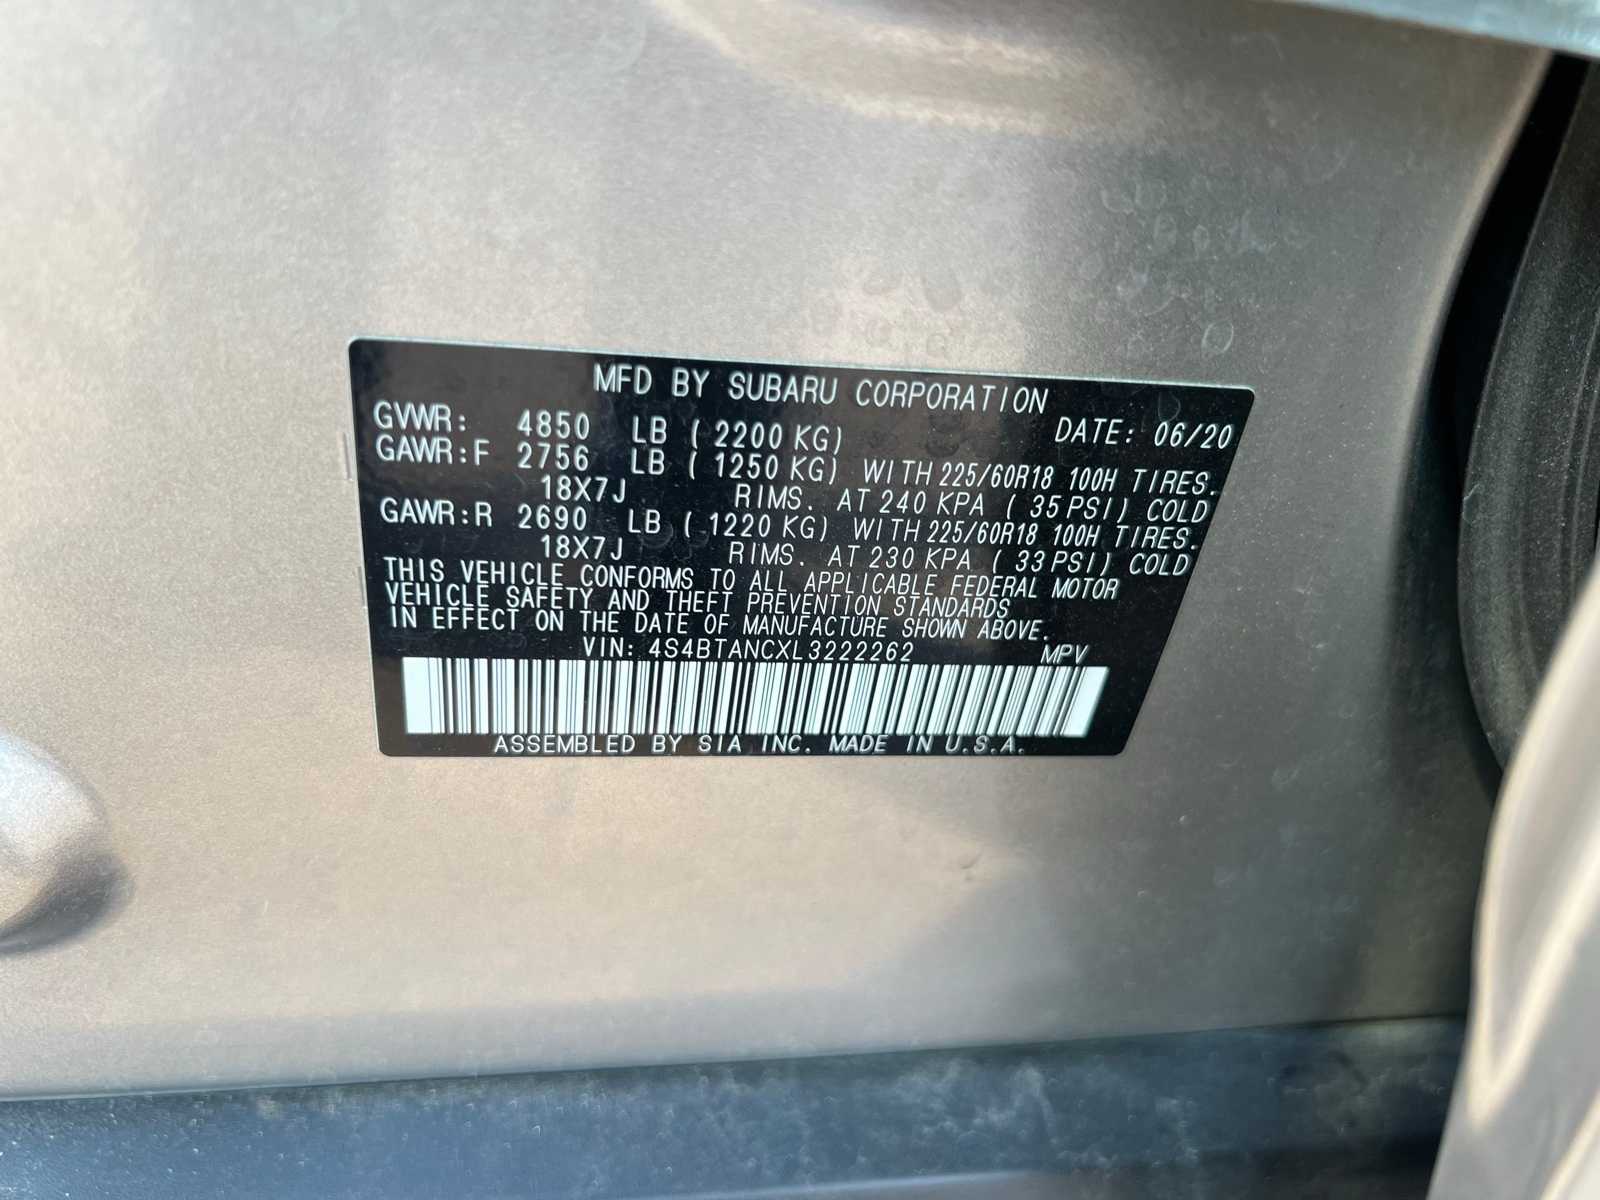 MFD BY SUBARU CORPORATION
GVWR: 4850 LB ( 2200 KG) DATE: 06/20
GAWR:F 2756 LB ( 1250 KG) WITH 225/60R18 100H TIRES.
18X7J RIMS. AT 240 KPA ( 35 PSI) COLD
GAWR:R 2690 LB ( 1220 KG) WITH 225/60R18 100H TIRES.
18X7J RIMS. AT 230 KPA ( 33 PSI) COLD
THIS VEHICLE CONFORMS TO ALL APPLICABLE FEDERAL MOTOR
VEHICLE SAFETY AND THEFT PREVENTION STANDARDS
IN EFFECT ON THE DATE OF MANUFACTURE SHOWN ABOVE.
VIN: 4S4BTANCXL3222262 MPV
ASSEMBLED BY SIA INC. MADE IN U.S.A.